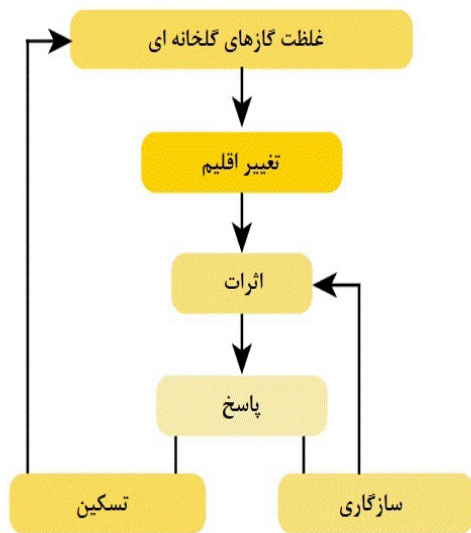 غلظت گازهای گلخانه ای
تغییر اقلیم
اثرات
پاسخ
سازگاری
تسکین